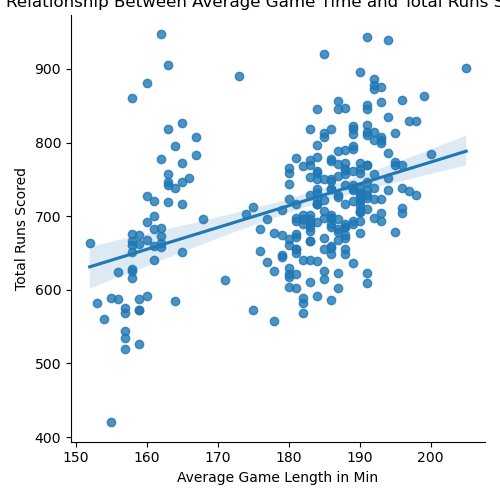 Relationship Between Average Game Time and Total Runs S
900
800
700
600
500
400
Total Runs Scored
150 160 170 180 190 200
Average Game Length in Min